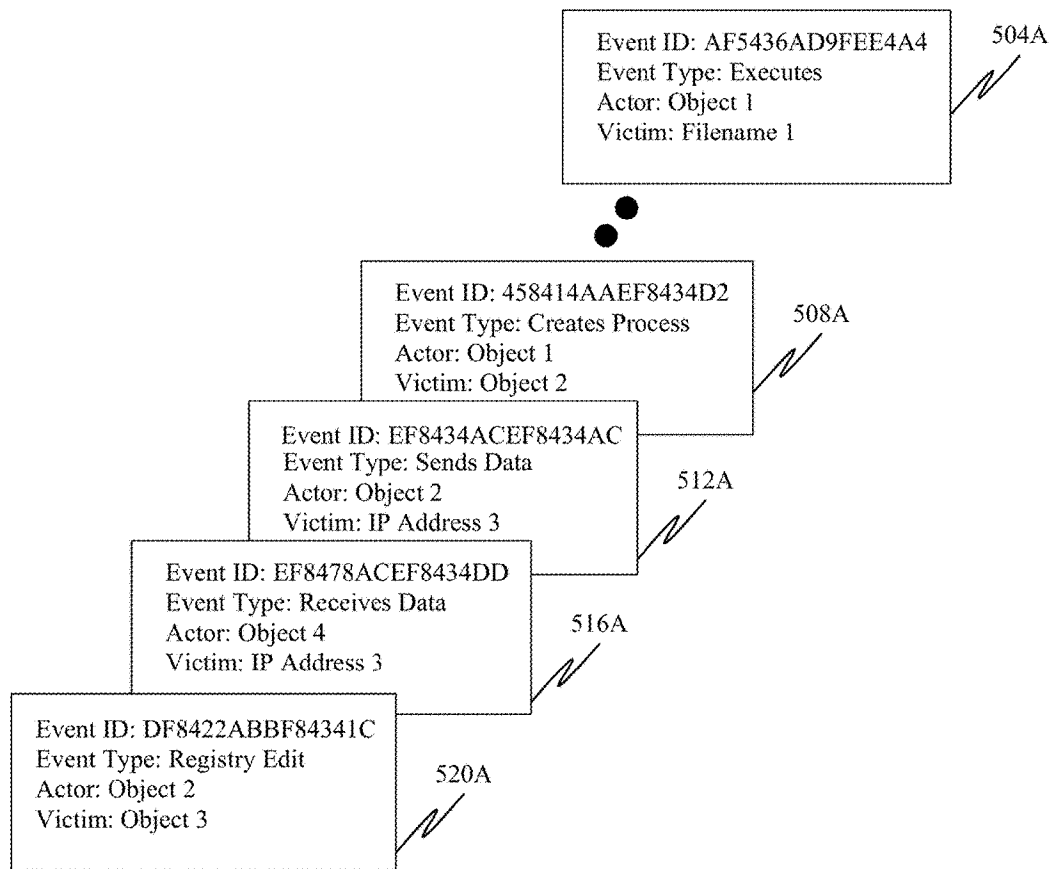 Event ID: AF5436AD9FEE4A4
Event Type: Executes
Actor: Object 1
Victim: Filename 1
504A
Event ID: 458414AAEF8434D2
Event Type: Creates Process
Actor: Object 1
Victim: Object 2
508A
Event ID: EF8434ACEF8434AC
Event Type: Sends Data
Actor: Object 2
Victim: IP Address 3
512A
Event ID: EF8478ACEF8434DD
Event Type: Receives Data
Actor: Object 4
Victim: IP Address 3
516A
Event ID: DF8422ABBF84341C
Event Type: Registry Edit
Actor: Object 2
Victim: Object 3
520A